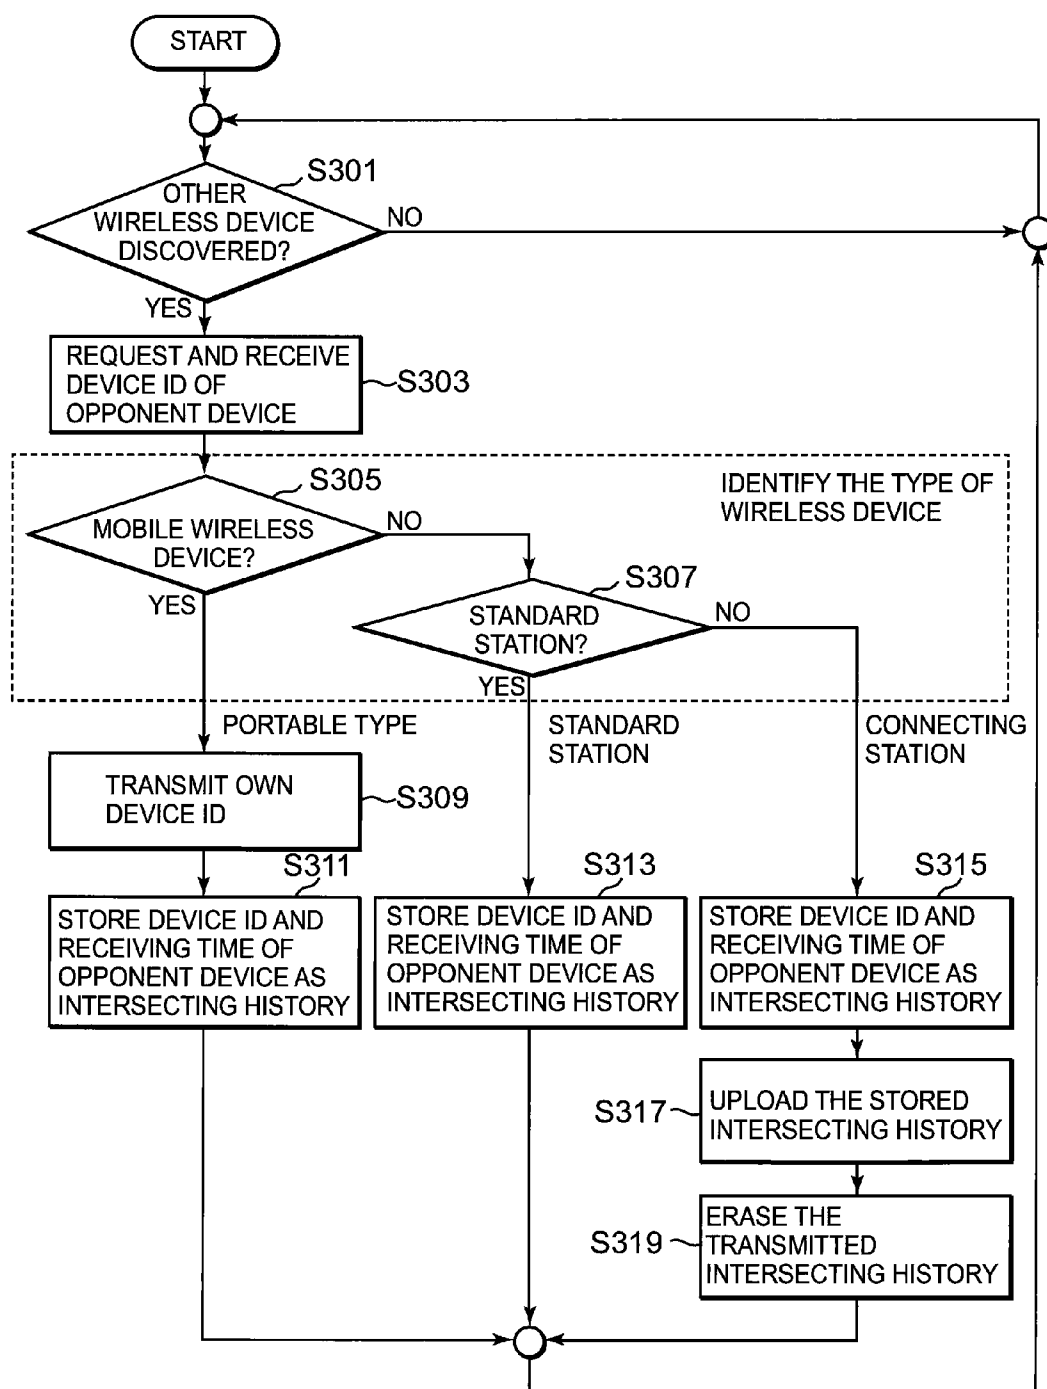 START
S301
OTHER
WIRELESS DEVICE
DISCOVERED?
NO
YES
REQUEST AND RECEIVE
DEVICE ID OF
OPPONENT DEVICE
S303
IDENTIFY THE TYPE OF
WIRELESS DEVICE
S305
MOBILE WIRELESS
DEVICE?
NO
YES
S307
STANDARD
STATION?
NO
YES
PORTABLE TYPE
STANDARD
STATION
CONNECTING
STATION
TRANSMIT OWN
DEVICE ID
S309
S311
STORE DEVICE ID AND
RECEIVING TIME OF
OPPONENT DEVICE AS
INTERSECTING HISTORY
S313
STORE DEVICE ID AND
RECEIVING TIME OF
OPPONENT DEVICE AS
INTERSECTING HISTORY
S315
STORE DEVICE ID AND
RECEIVING TIME OF
OPPONENT DEVICE AS
INTERSECTING HISTORY
S317
UPLOAD THE STORED
INTERSECTING HISTORY
S319
ERASE THE
TRANSMITTED
INTERSECTING HISTORY